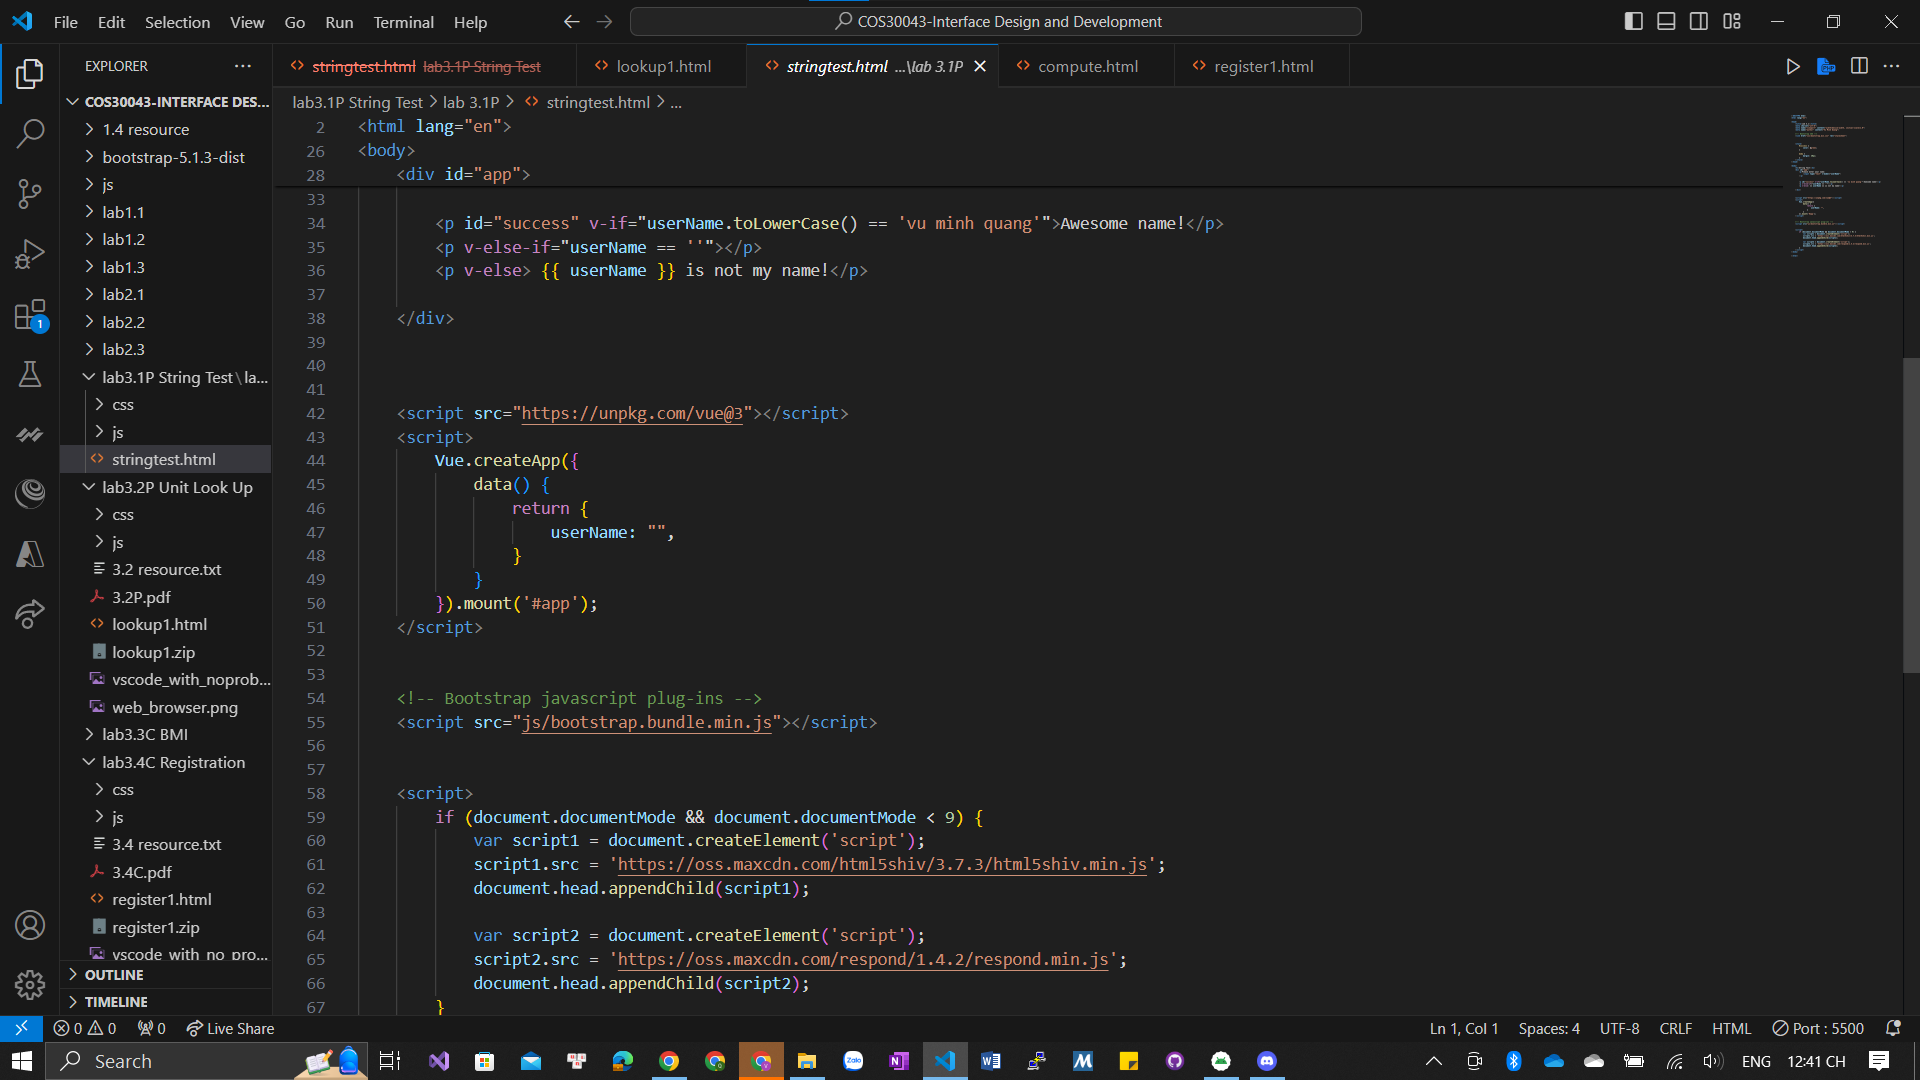 File Edit Selection View Go Run Terminal Help
COS30043-Interface Design and Development
EXPLORER
COS30043-INTERFACE DES...
1.4 resource
bootstrap-5.1.3-dist
js
lab1.1
lab1.2
lab1.3
lab2.1
lab2.2
lab2.3
lab3.1P String Test\la...
css
js
stringtest.html
lab3.2P Unit Look Up
css
js
3.2 resource.txt
3.2P.pdf
lookup1.html
lookup1.zip
vscode_with_noprob...
web_browser.png
lab3.3C BMI
lab3.4C Registration
css
js
3.4 resource.txt
3.4C.pdf
register1.html
register1.zip
vscode_with_no_pro...
OUTLINE
TIMELINE
1
stringtest.html lab3.1P String Test
lookup1.html
stringtest.html ...\lab 3.1P
compute.html
register1.html
lab3.1P String Test > lab 3.1P > stringtest.html > ...
2 <html lang="en">
26 <body>
28 <div id="app">
33
34 <p id="success" v-if="userName.toLowerCase() == 'vu minh quang'">Awesome name!</p>
35 <p v-else-if="userName == ''"></p>
36 <p v-else> {{ userName }} is not my name!</p>
37
38 </div>
39
40
41
42 <script src="https://unpkg.com/vue@3"></script>
43 <script>
44 Vue.createApp({
45 data() {
46 return {
47 userName: "",
48 }
49 }
50 }).mount('#app');
51 </script>
52
53
54 <!-- Bootstrap javascript plug-ins -->
55 <script src="js/bootstrap.bundle.min.js"></script>
56
57
58 <script>
59 if (document.documentMode && document.documentMode < 9) {
60 var script1 = document.createElement('script');
61 script1.src = 'https://oss.maxcdn.com/html5shiv/3.7.3/html5shiv.min.js';
62 document.head.appendChild(script1);
63
64 var script2 = document.createElement('script');
65 script2.src = 'https://oss.maxcdn.com/respond/1.4.2/respond.min.js';
66 document.head.appendChild(script2);
67 }
0 0 0 Live Share
Ln 1, Col 1 Spaces: 4 UTF-8 CRLF HTML Port : 5500
Search
Zalo
ENG 12:41 CH